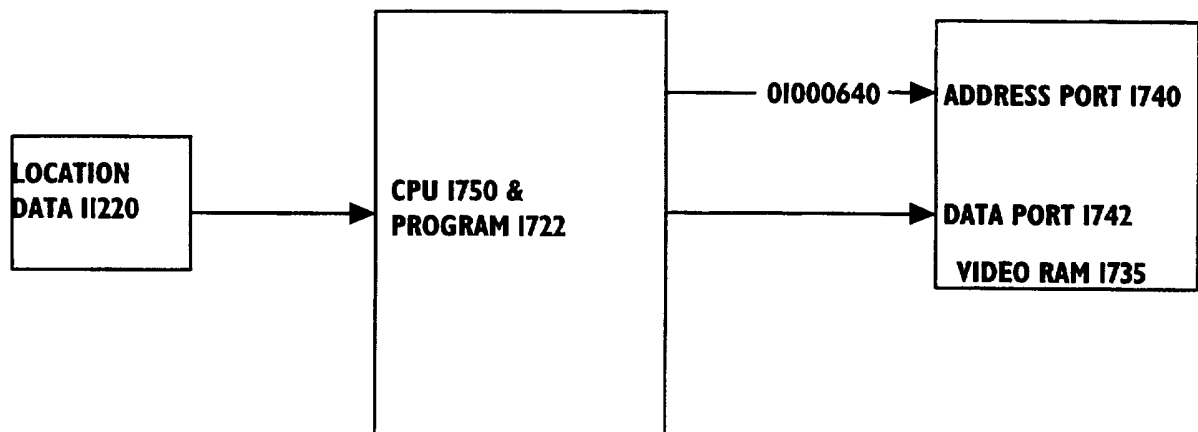 LOCATION
DATA 11220
CPU 1750 &
PROGRAM 1722
01000640
ADDRESS PORT 1740
DATA PORT 1742
VIDEO RAM 1735